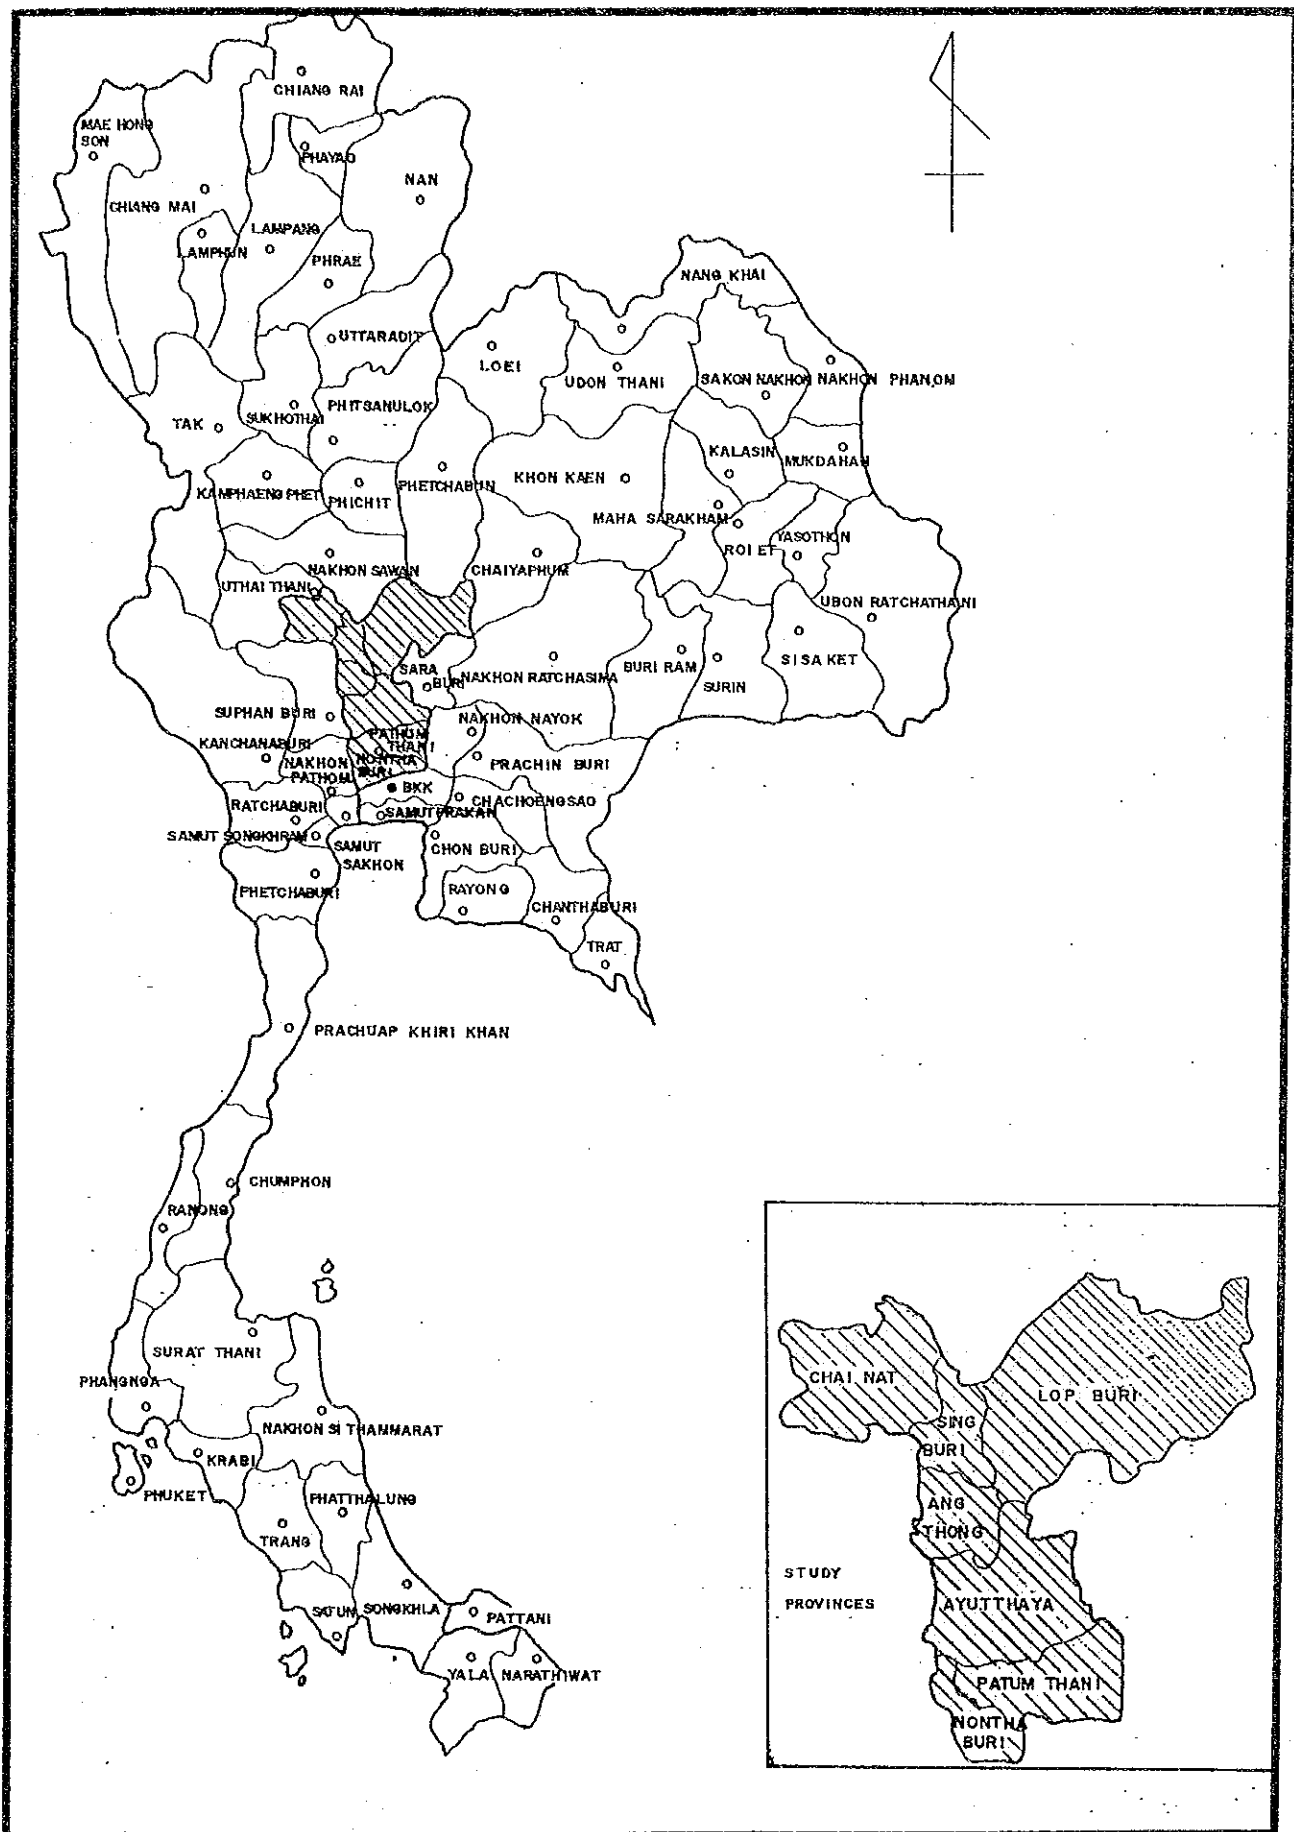 CHIANG RAI
MAE HONG
SON
PHAYAO
NAN
CHIANG MAI
LAMPANG
LAMPHUN
PHRAE
NANG KHAI
UTTARADIT
LOEI
UDON THANI
SAKON NAKHON
NAKHON PHANOM
PHITSANULOK
SUKHOTHAI
TAK
KALASIN
MUKDAHAN
KHON KAEN
PHETCHABUN
KAMPHAENG PHET
PHICHIT
MAHA SARAKHAM
ROI ET
YASOTHON
NAKHON SAWAN
CHAIYAPHUM
UTHAI THANI
UBON RATCHATHANI
SARA
BURI
NAKHON RATCHASIMA
BURI RAM
SURIN
SISAKET
SUPHAN BURI
NAKHON NAYOK
PATHUM
THANI
KANCHANABURI
NAKHON
PATHOM
NONTHA
BURI
PRACHIN BURI
BKK
RATCHABURI
CHACHOENGSAO
SAMUT PRAKAN
SAMUT SONGKHRAM
SAMUT
SAKHON
CHON BURI
PHETCHABURI
RAYONG
CHANTHABURI
TRAT
PRACHUAP KHIRI KHAN
CHUMPHON
RANONG
SURAT THANI
PHANGNGA
NAKHON SI THAMMARAT
KRABI
PHUKET
PHATTHALUNG
TRANG
SATUN
SONGKHLA
PATTANI
YALA
NARATHIWAT
CHAI NAT
LOP BURI
SING
BURI
ANG
THONG
STUDY
PROVINCES
AYUTTHAYA
PATUM THANI
NONTHA
BURI